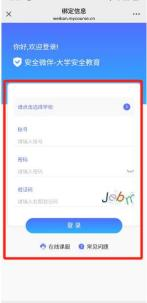 绑定信息
weiban.mycourse.cn
你好,欢迎登录!
安全微伴-大学安全教育
请点击选择学校
账号
请输入账号
密码
请输入密码
验证码
请输入右图验证码
登录
在线课服
常见问题